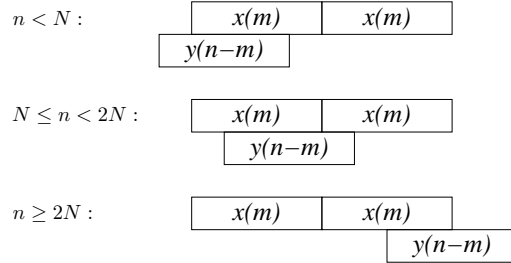 n < N : x(m) x(m)
y(n−m)
N ≤ n < 2N : x(m) x(m)
y(n−m)
n ≥ 2N : x(m) x(m)
y(n−m)